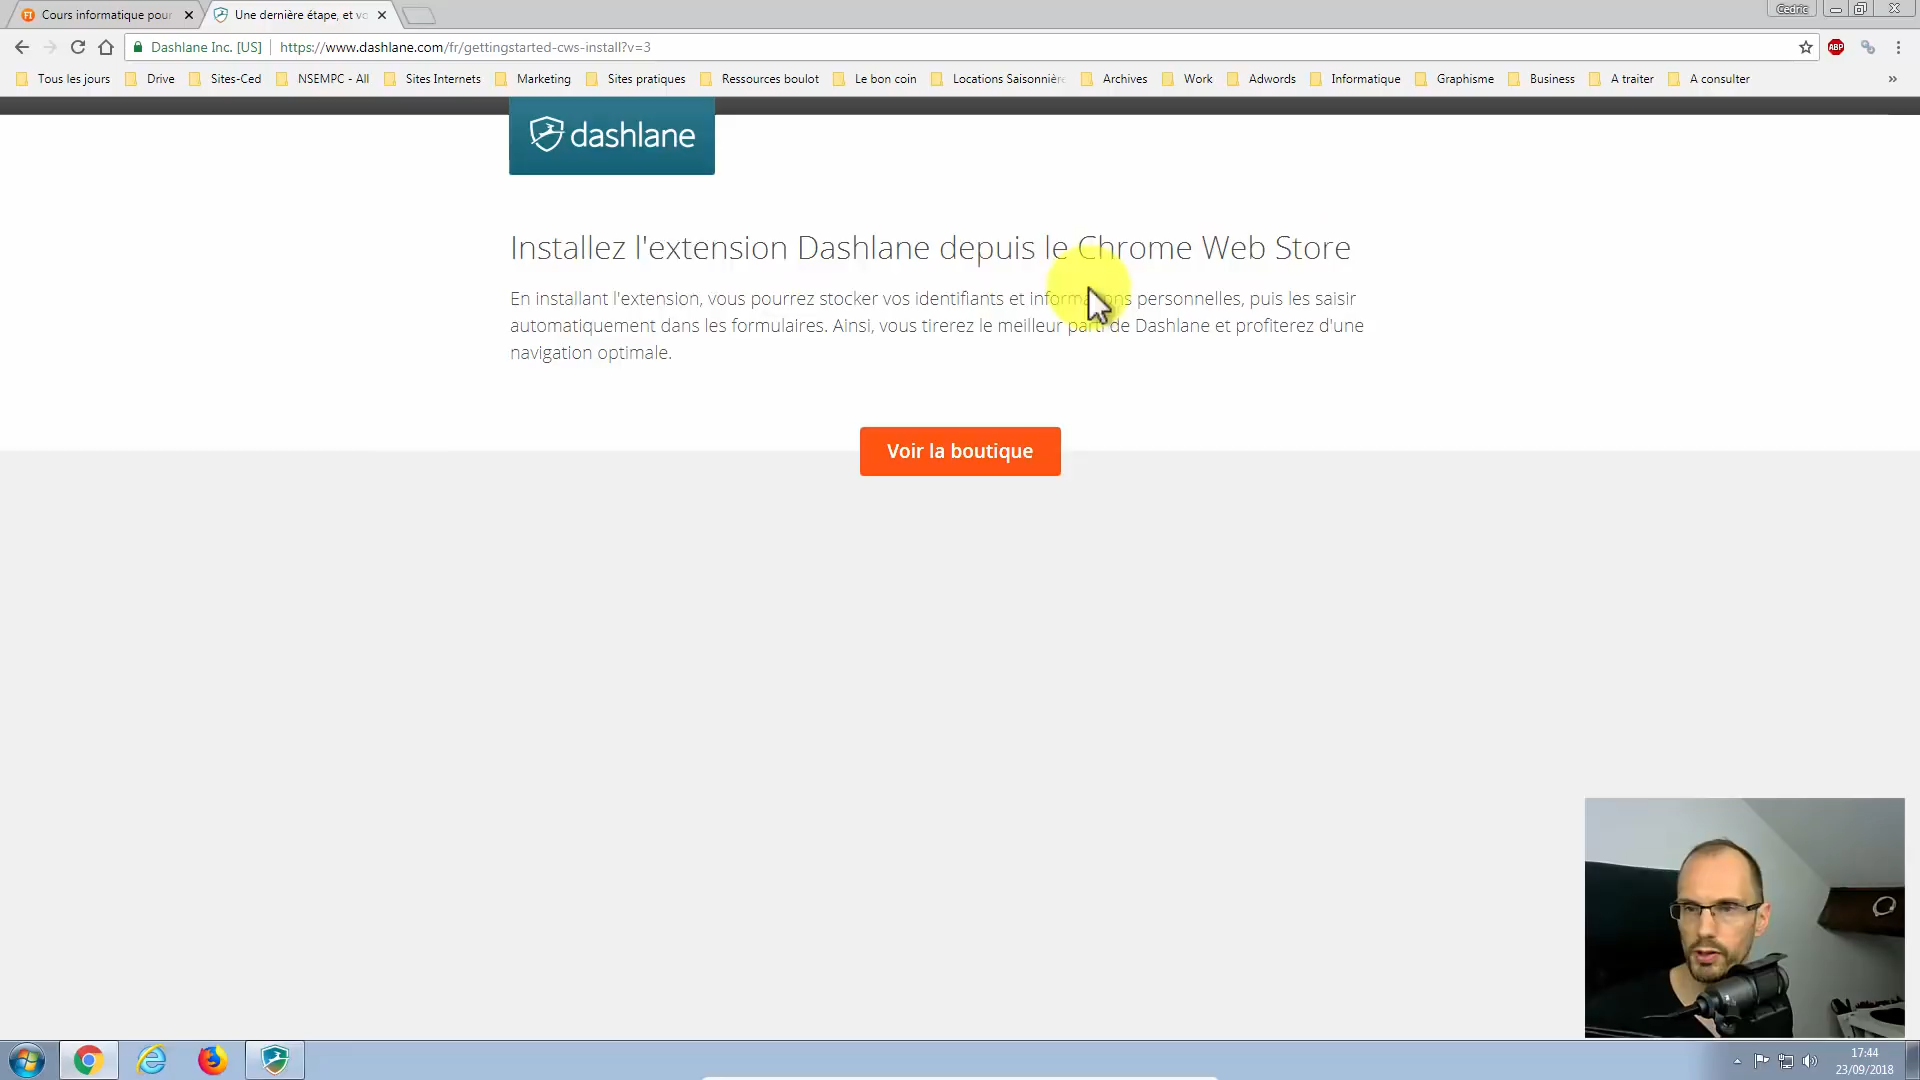 Cours informatique pour
Une dernière étape, et vo
Cedric
Dashlane Inc. [US]
https://www.dashlane.com/fr/gettingstarted-cws-install?v=3
ABP
Tous les jours
Drive
Sites-Ced
NSEMPC - All
Sites Internets
Marketing
Sites pratiques
Ressources boulot
Le bon coin
Locations Saisonnière
Archives
Work
Adwords
Informatique
Graphisme
Business
A traiter
A consulter
dashlane
Installez l'extension Dashlane depuis le Chrome Web Store
En installant l'extension, vous pourrez stocker vos identifiants et informations personnelles, puis les saisir
automatiquement dans les formulaires. Ainsi, vous tirerez le meilleur parti de Dashlane et profiterez d'une
navigation optimale.
Voir la boutique
17:44
23/09/2018